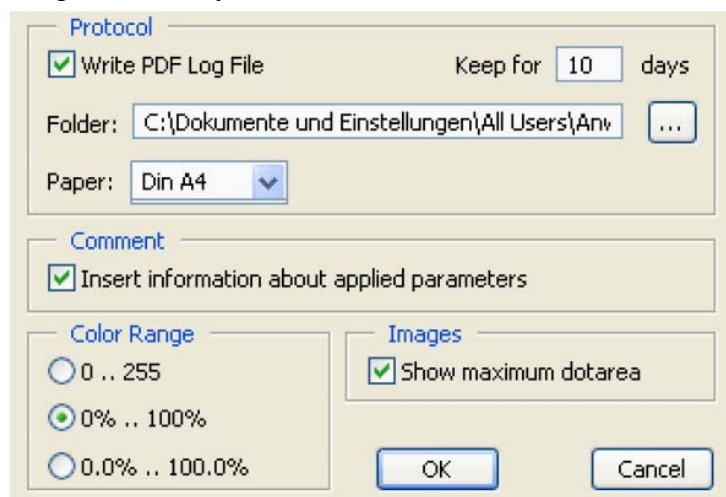 Protocol
Write PDF Log File Keep for 10 days
Folder: C:\Dokumente und Einstellungen\All Users\Anw ...
Paper: Din A4
Comment
Insert information about applied parameters
Color Range
0 .. 255
0% .. 100%
0.0% .. 100.0%
Images
Show maximum dotarea
OK Cancel